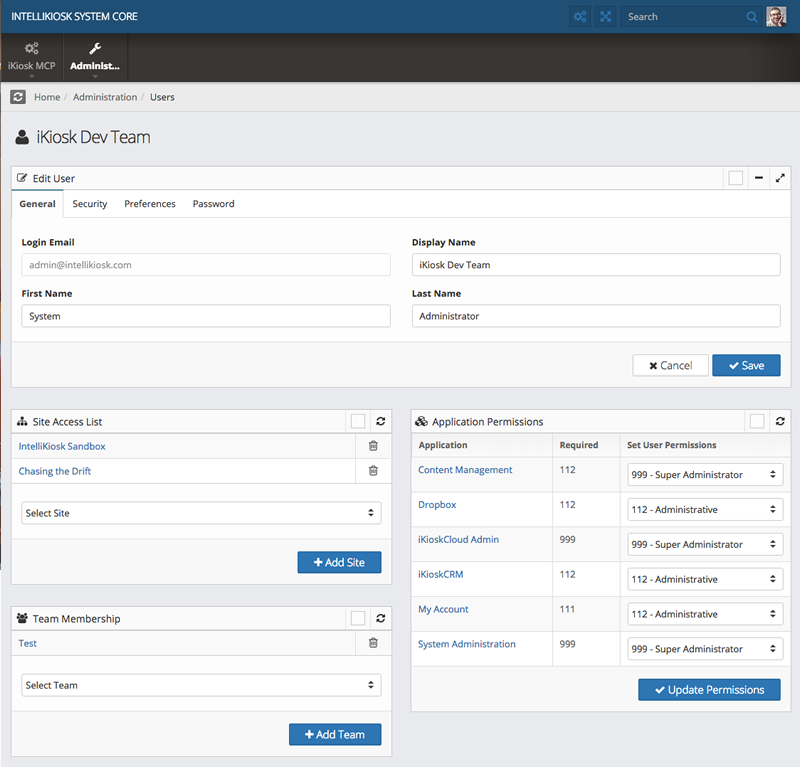 INTELLIKIOSK SYSTEM CORE
Search
iKiosk MCP
Administ...
Home / Administration / Users
iKiosk Dev Team
Edit User
General Security Preferences Password
Login Email
admin@intellikiosk.com
Display Name
iKiosk Dev Team
First Name
System
Last Name
Administrator
Cancel
Save
Site Access List
IntelliKiosk Sandbox
Chasing the Drift
Select Site
Add Site
Team Membership
Test
Select Team
Add Team
Application Permissions
Application Required Set User Permissions
Content Management 112 999 - Super Administrator
Dropbox 112 112 - Administrative
iKioskCloud Admin 999 999 - Super Administrator
iKioskCRM 112 112 - Administrative
My Account 111 112 - Administrative
System Administration 999 999 - Super Administrator
Update Permissions